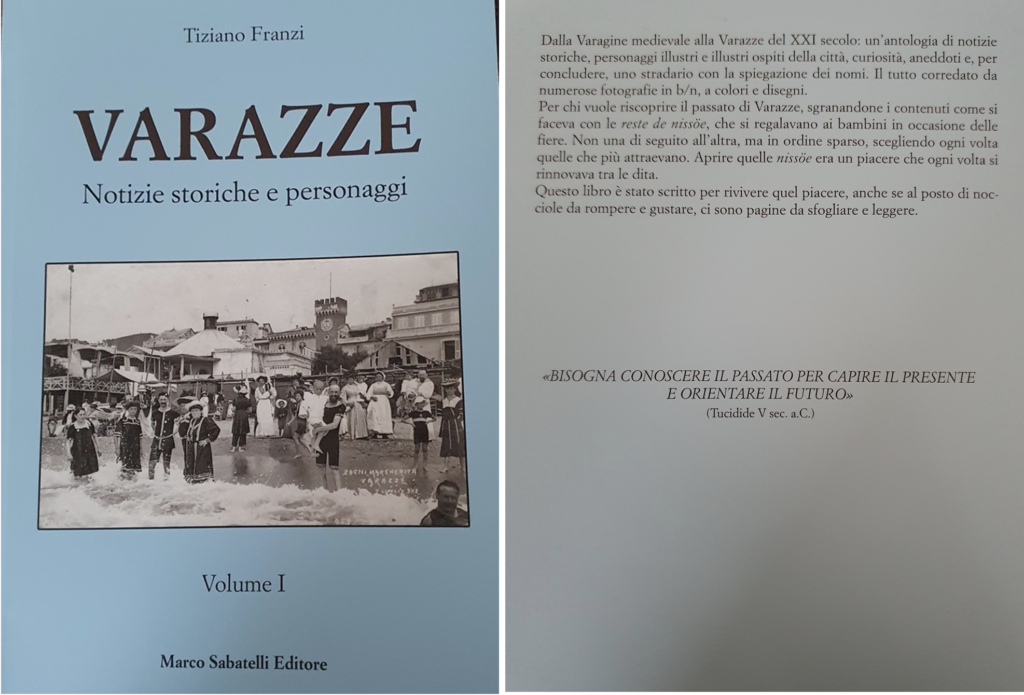 Tiziano Franzi
VARAZZE
Notizie storiche e personaggi
BAGNI MARGHERITA
VARAZZE
Volume I
Marco Sabatelli Editore
Dalla Varagine medievale alla Varazze del XXI secolo: un'antologia di notizie
storiche, personaggi illustri e illustri ospiti della città, curiosità, aneddoti e, per
concludere, uno stradario con la spiegazione dei nomi. Il tutto corredato da
numerose fotografie in b/n, a colori e disegni.
Per chi vuole riscoprire il passato di Varazze, sgranandone i contenuti come si
faceva con le reste de nissöe, che si regalavano ai bambini in occasione delle
fiere. Non una di seguito all'altra, ma in ordine sparso, scegliendo ogni volta
quelle che più attraevano. Aprire quelle nissöe era un piacere che ogni volta si
rinnovava tra le dita.
Questo libro è stato scritto per rivivere quel piacere, anche se al posto di noc-
ciole da rompere e gustare, ci sono pagine da sfogliare e leggere.
«BISOGNA CONOSCERE IL PASSATO PER CAPIRE IL PRESENTE
E ORIENTARE IL FUTURO»
(Tucidide V sec. a.C.)